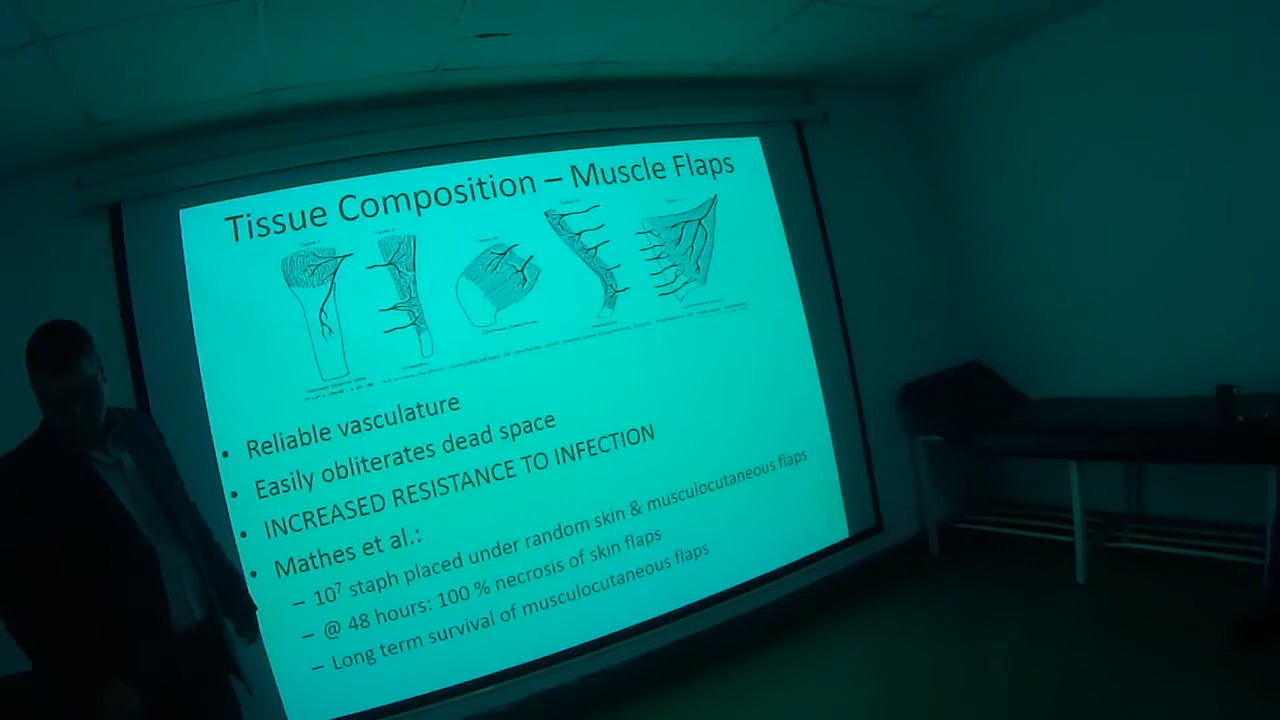 Tissue Composition – Muscle Flaps
• Reliable vasculature
• Easily obliterates dead space
• INCREASED RESISTANCE TO INFECTION
• Mathes et al.:
– 10⁷ staph placed under random skin & musculocutaneous flaps
– @ 48 hours: 100 % necrosis of skin flaps
– Long term survival of musculocutaneous flaps